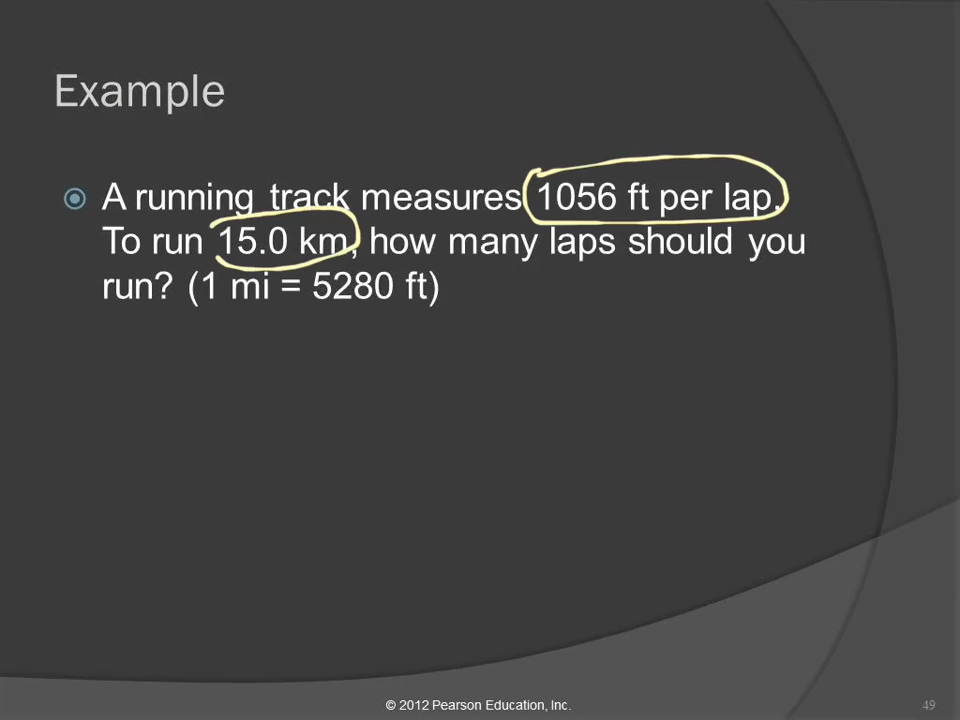 Example
A running track measures 1056 ft per lap.
To run 15.0 km, how many laps should you
run? (1 mi = 5280 ft)
© 2012 Pearson Education, Inc.
49